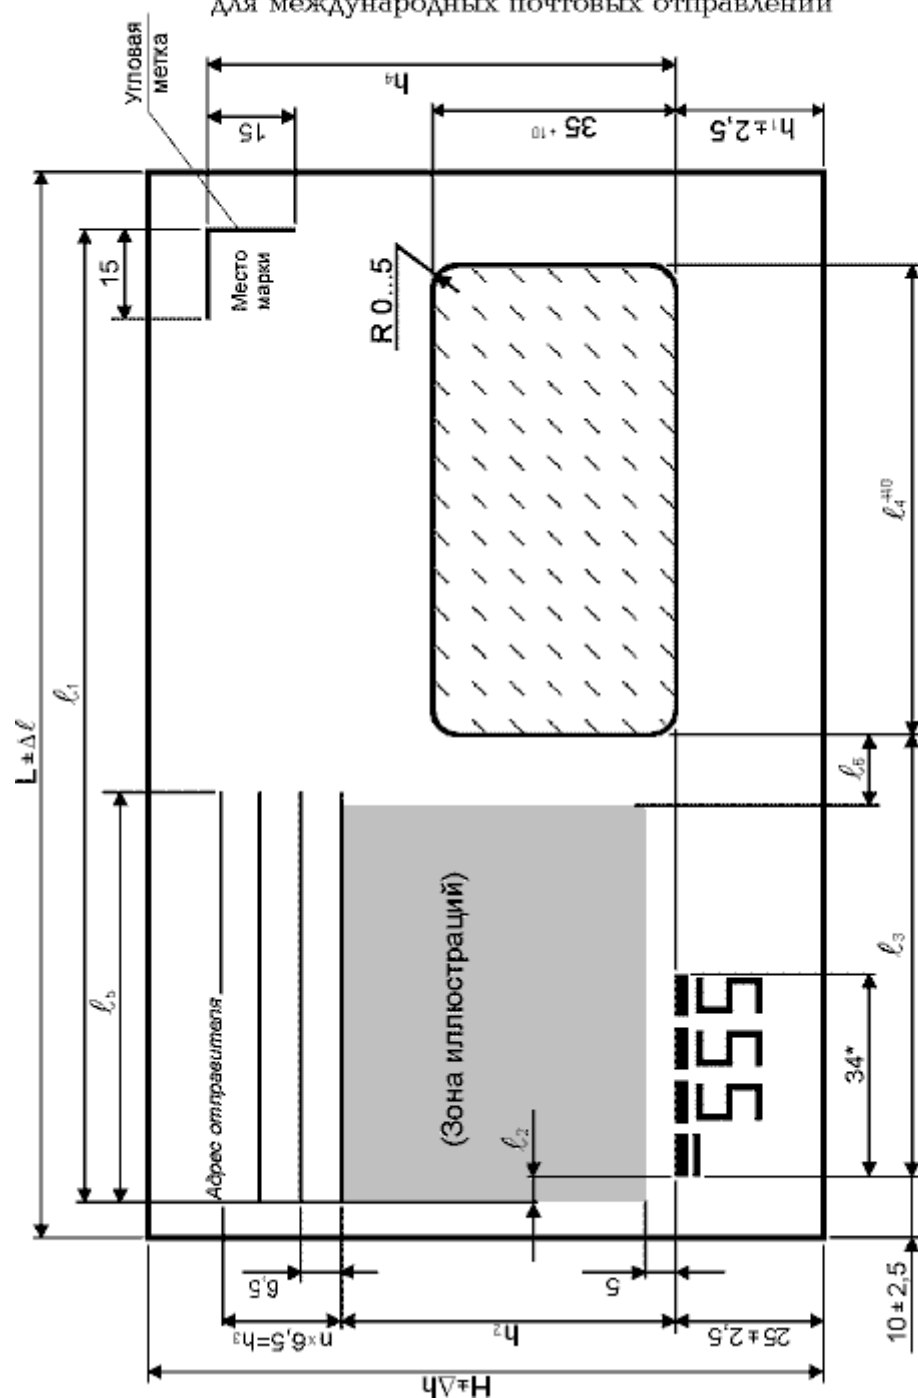 для международных почтовых отправлений
Угловая
метка
h₄
15
35 +10
h₁±2,5
15
Место
марки
R 0...5
L±Δℓ
ℓ₁
ℓ₅
Адрес отправителя
(Зона иллюстраций)
ℓ₂
ℓ₄
ℓ₆
ℓ₃
34*
555
6,5
n×6,5=h₃
5
h₂
25±2,5
10±2,5
H±Δh